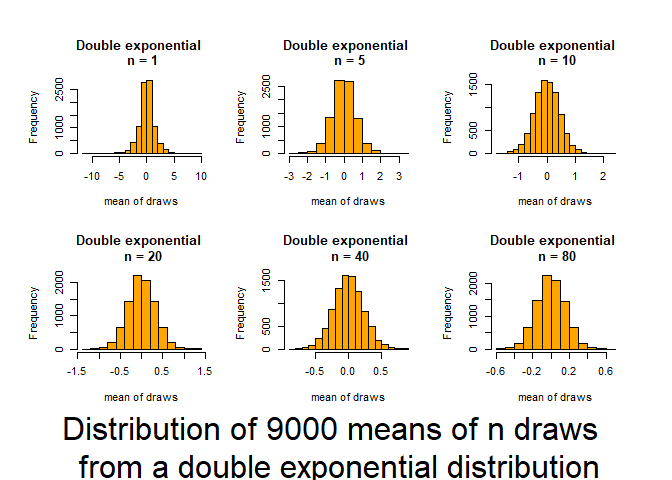 Double exponential
n = 1
Frequency
0
1000
2500
-10
-5
0
5
10
mean of draws
Double exponential
n = 5
Frequency
0
1000
2500
-3
-2
-1
0
1
2
3
mean of draws
Double exponential
n = 10
Frequency
0
500
1500
-1
0
1
2
mean of draws
Double exponential
n = 20
Frequency
0
1000
2000
-1.5
-0.5
0.5
1.5
mean of draws
Double exponential
n = 40
Frequency
0
500
1500
-0.5
0.0
0.5
mean of draws
Double exponential
n = 80
Frequency
0
1000
2000
-0.6
-0.2
0.2
0.6
mean of draws
Distribution of 9000 means of n draws
from a double exponential distribution